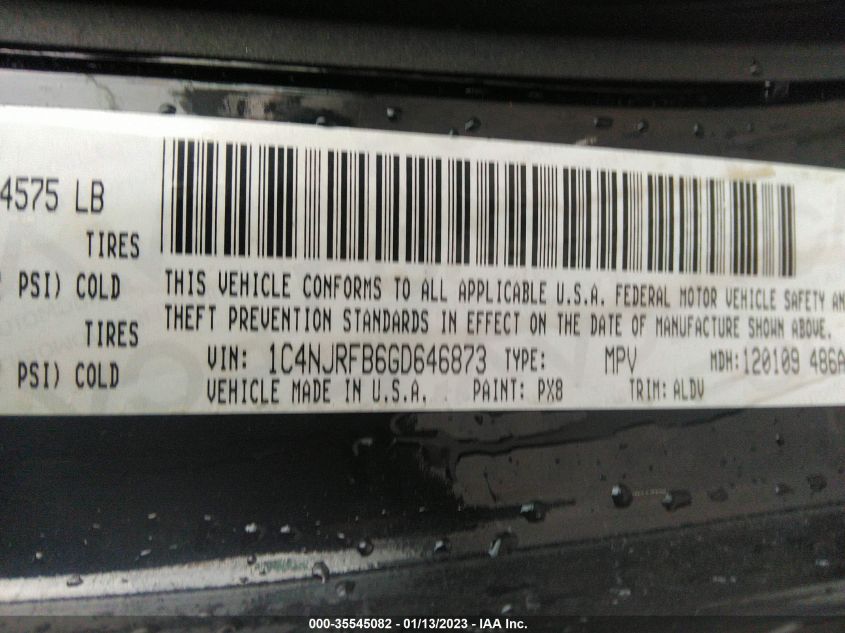 4575 LB
TIRES
PSI) COLD
TIRES
PSI) COLD
THIS VEHICLE CONFORMS TO ALL APPLICABLE U.S.A. FEDERAL MOTOR VEHICLE SAFETY AN
THEFT PREVENTION STANDARDS IN EFFECT ON THE DATE OF MANUFACTURE SHOWN ABOVE.
VIN: 1C4NJRFB6GD646873 TYPE: MPV MDH:120109 486A
VEHICLE MADE IN U.S.A. PAINT: PX8 TRIM: ALDV
000-35545082 - 01/13/2023 - IAA Inc.